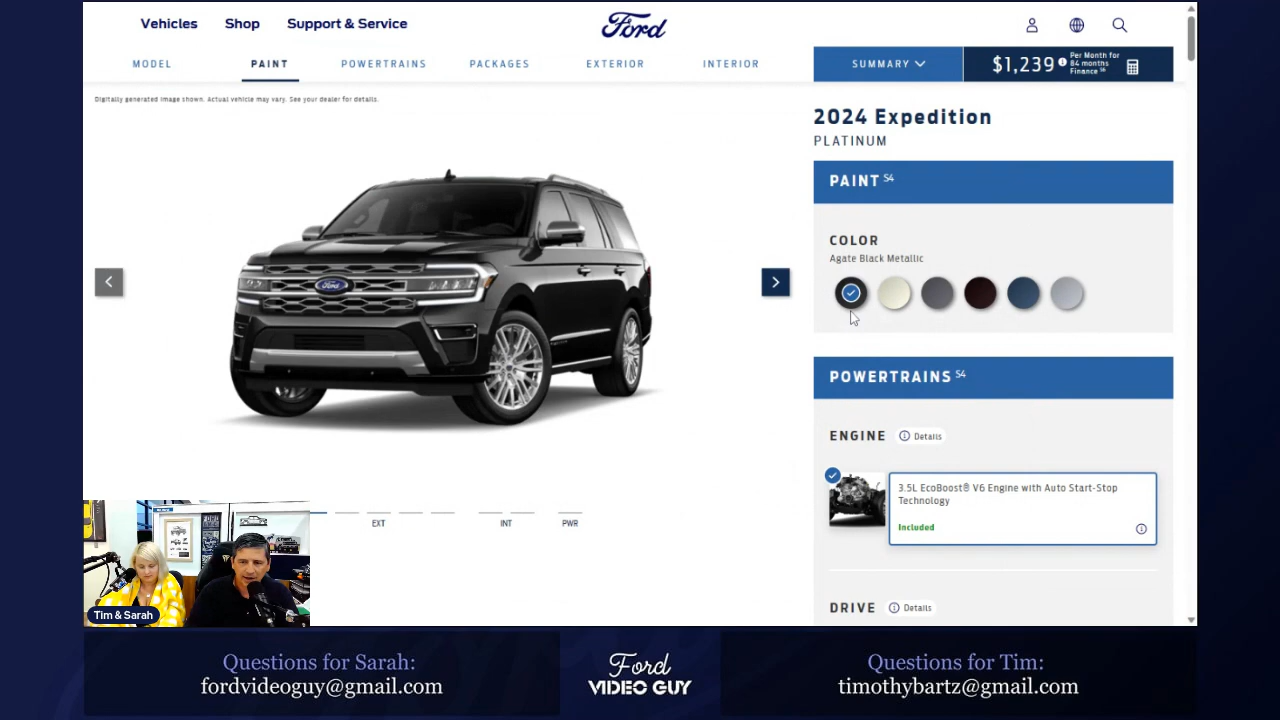 Vehicles Shop Support & Service
Ford
MODEL PAINT POWERTRAINS PACKAGES EXTERIOR INTERIOR
SUMMARY
$1,239
Per Month for
84 months
Finance
Digitally generated image shown. Actual vehicle may vary. See your dealer for details.
2024 Expedition
PLATINUM
PAINT 54
COLOR
Agate Black Metallic
Ford
POWERTRAINS 54
ENGINE Details
3.5L EcoBoost® V6 Engine with Auto Start-Stop
Technology
Included
DRIVE Details
EXT INT PWR
Tim & Sarah
Questions for Sarah:
fordvideoguy@gmail.com
Ford
VIDEO GUY
Questions for Tim:
timothybartz@gmail.com